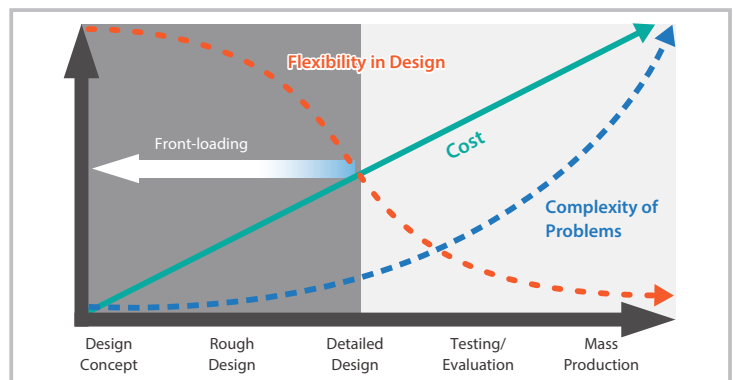 Flexibility in Design
Front-loading
Cost
Complexity of
Problems
Design
Concept
Rough
Design
Detailed
Design
Testing/
Evaluation
Mass
Production